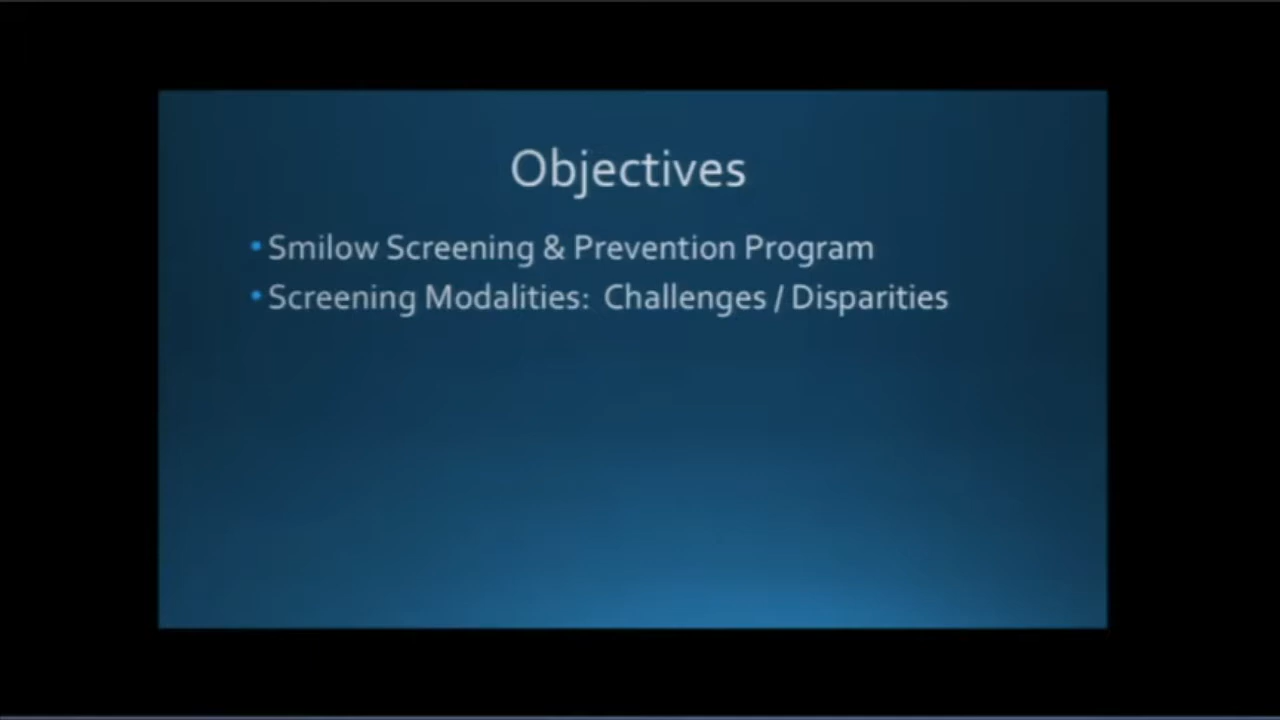 Objectives
• Smilow Screening & Prevention Program
• Screening Modalities: Challenges / Disparities